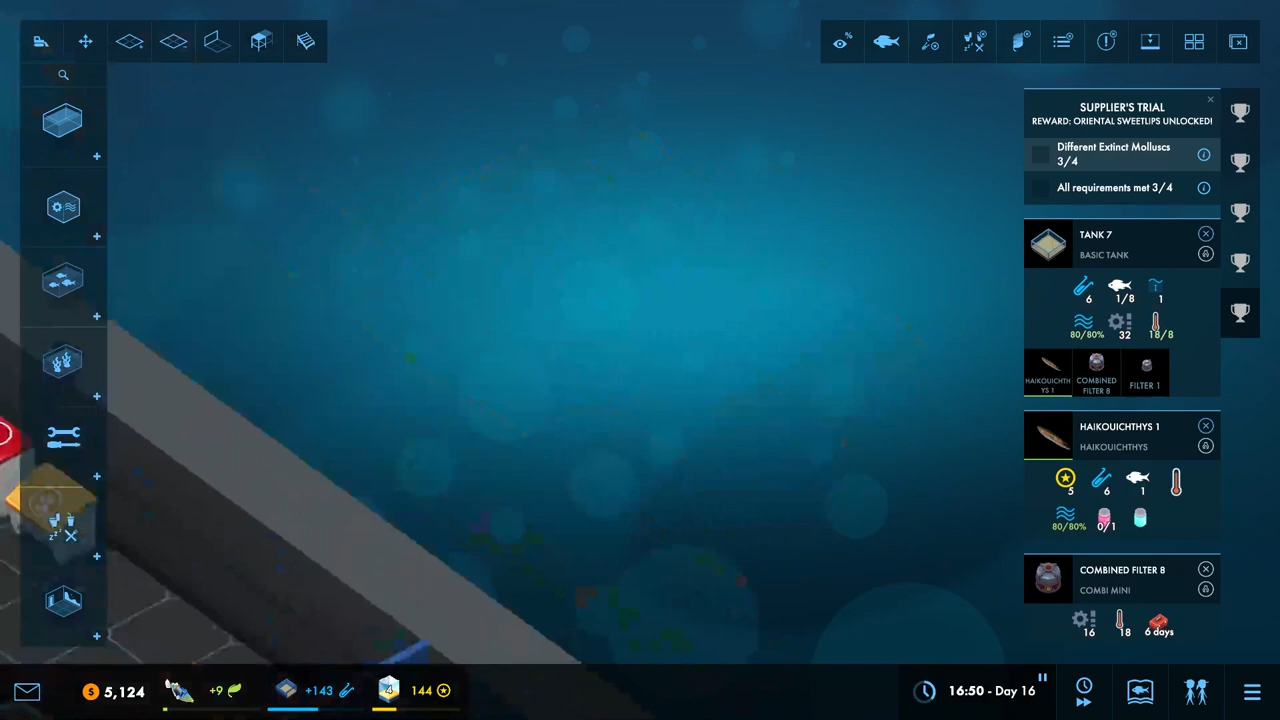 SUPPLIER'S TRIAL
REWARD: ORIENTAL SWEETLIPS UNLOCKED!
Different Extinct Molluscs
3/4
All requirements met 3/4
TANK 7
BASIC TANK
6
1/8
1
80/80%
32
18/8
HAIKOUICHTH
YS 1
COMBINED
FILTER 8
FILTER 1
HAIKOUICHTHYS 1
HAIKOUICHTHYS
5
6
1
80/80%
0/1
COMBINED FILTER 8
COMBI MINI
16
18
6 days
5,124
+9
+143
4
144
16:50 - Day 16